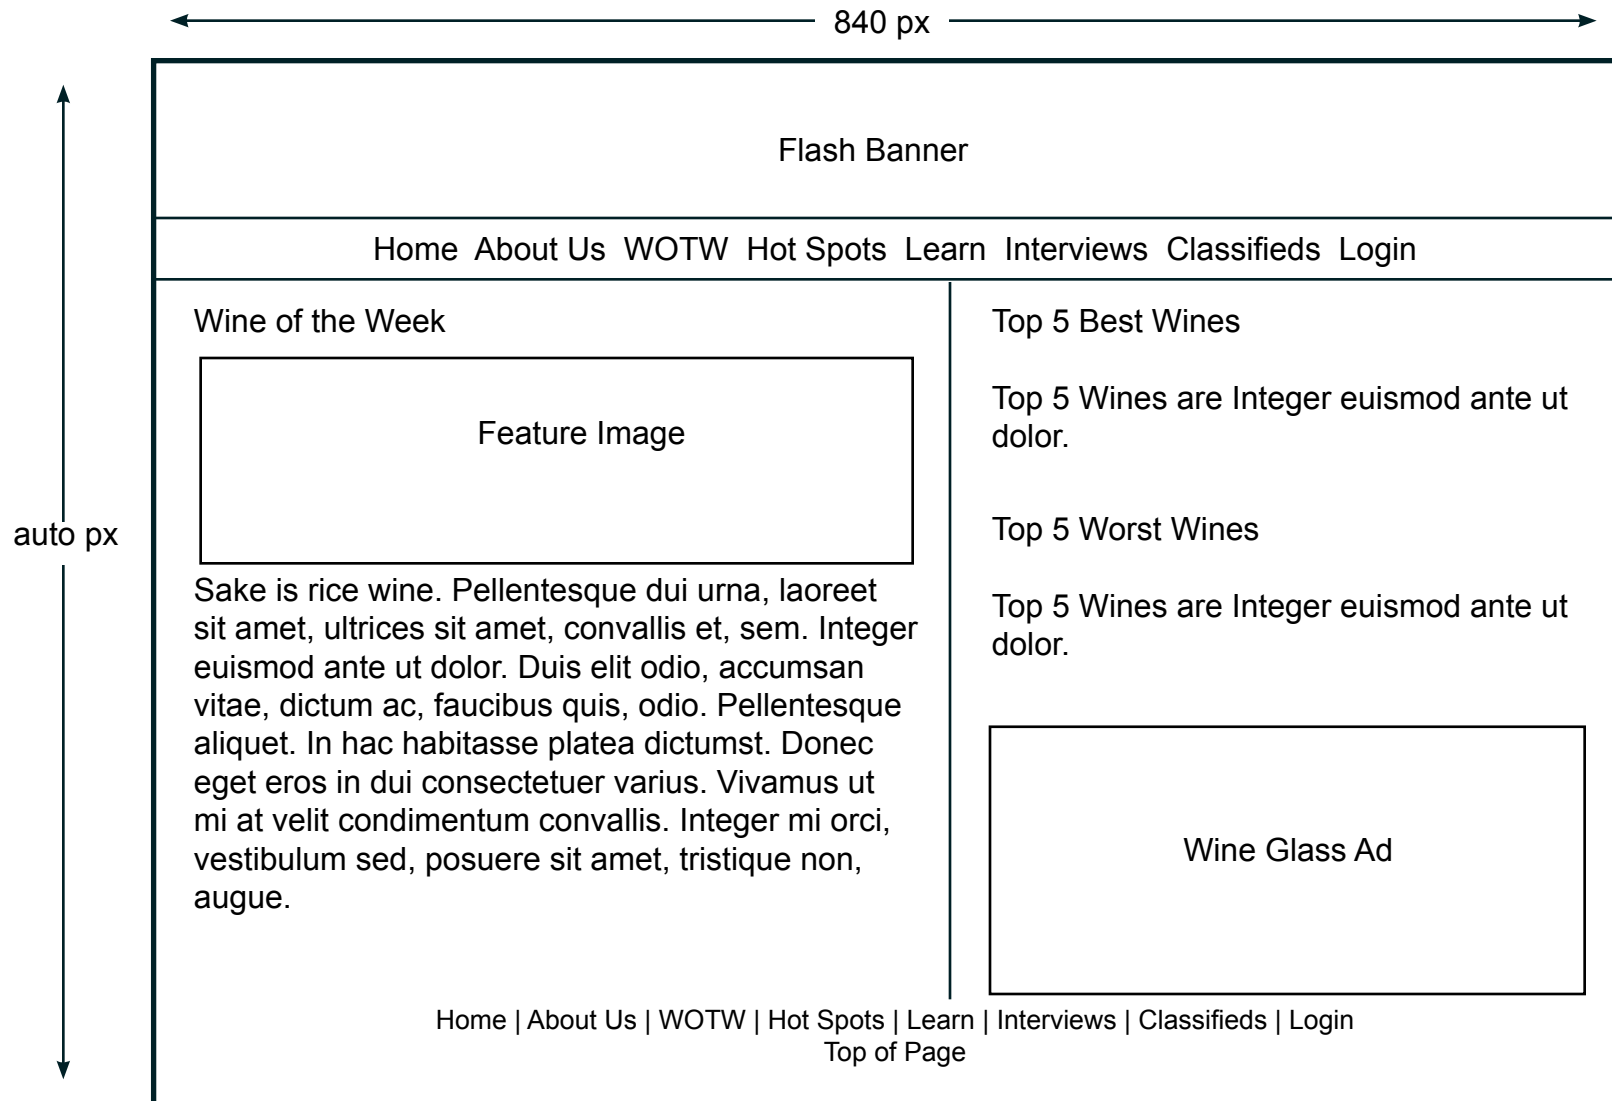 840 px
Flash Banner
Home About Us WOTW Hot Spots Learn Interviews Classifieds Login
auto px
Wine of the Week
Feature Image
Sake is rice wine. Pellentesque dui urna, laoreet
sit amet, ultrices sit amet, convallis et, sem. Integer
euismod ante ut dolor. Duis elit odio, accumsan
vitae, dictum ac, faucibus quis, odio. Pellentesque
aliquet. In hac habitasse platea dictumst. Donec
eget eros in dui consectetuer varius. Vivamus ut
mi at velit condimentum convallis. Integer mi orci,
vestibulum sed, posuere sit amet, tristique non,
augue.
Top 5 Best Wines
Top 5 Wines are Integer euismod ante ut
dolor.
Top 5 Worst Wines
Top 5 Wines are Integer euismod ante ut
dolor.
Wine Glass Ad
Home | About Us | WOTW | Hot Spots | Learn | Interviews | Classifieds | Login
Top of Page